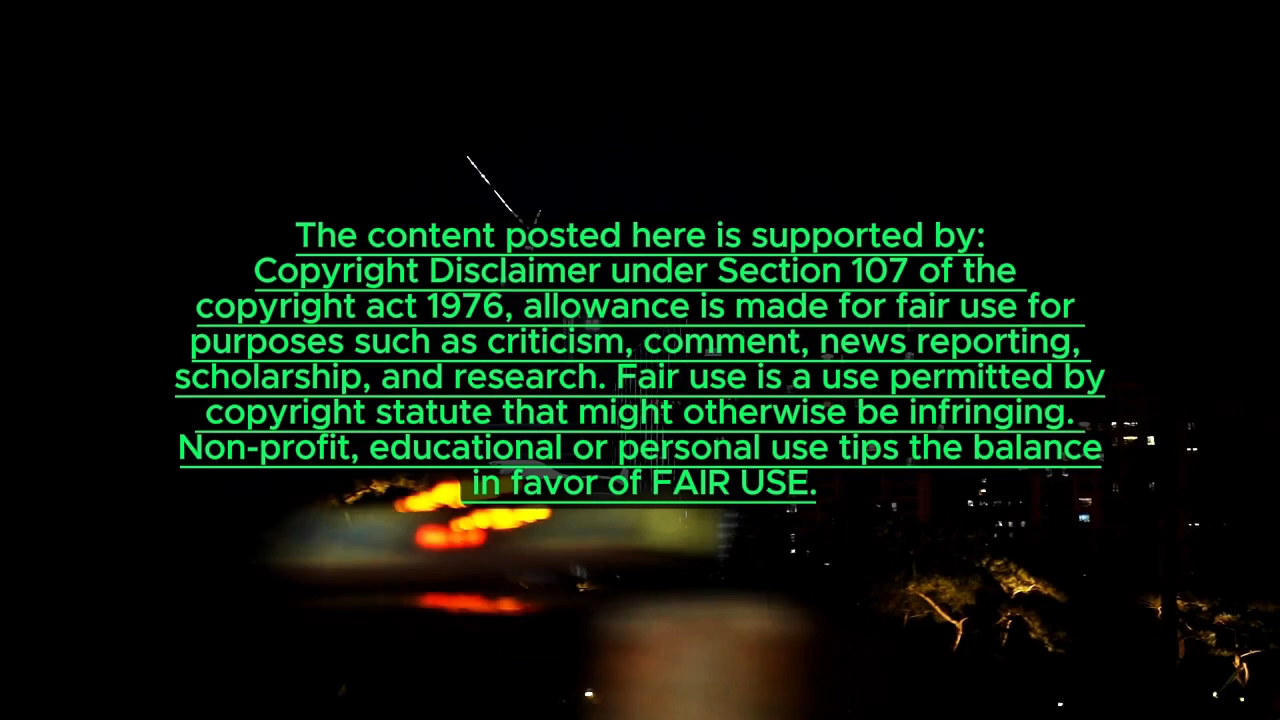 The content posted here is supported by:
Copyright Disclaimer under Section 107 of the
copyright act 1976, allowance is made for fair use for
purposes such as criticism, comment, news reporting,
scholarship, and research. Fair use is a use permitted by
copyright statute that might otherwise be infringing.
Non-profit, educational or personal use tips the balance
in favor of FAIR USE.